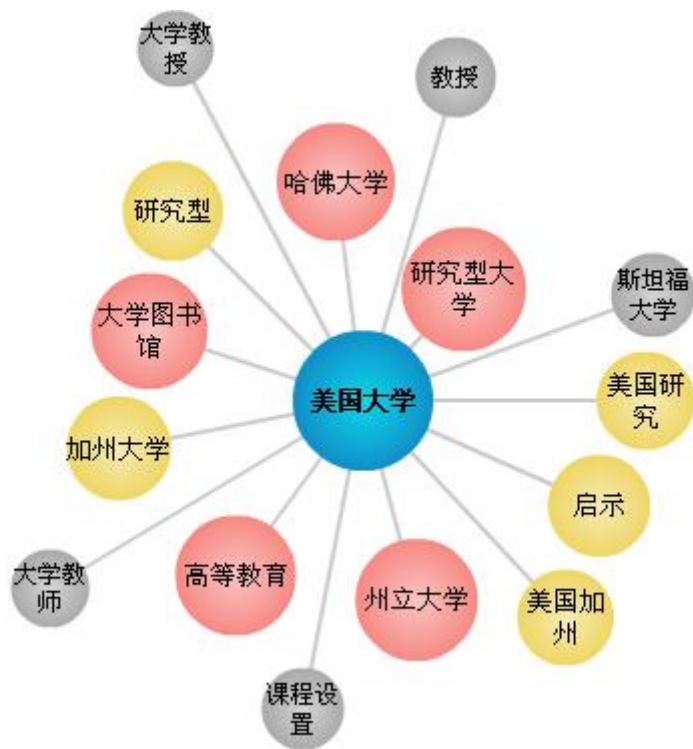 大学教
授
教授
哈佛大学
研究型
研究型大
学
斯坦福
大学
大学图书
馆
美国大学
美国研
究
加州大学
启示
大学教
师
高等教育
州立大学
美国加
州
课程设
置